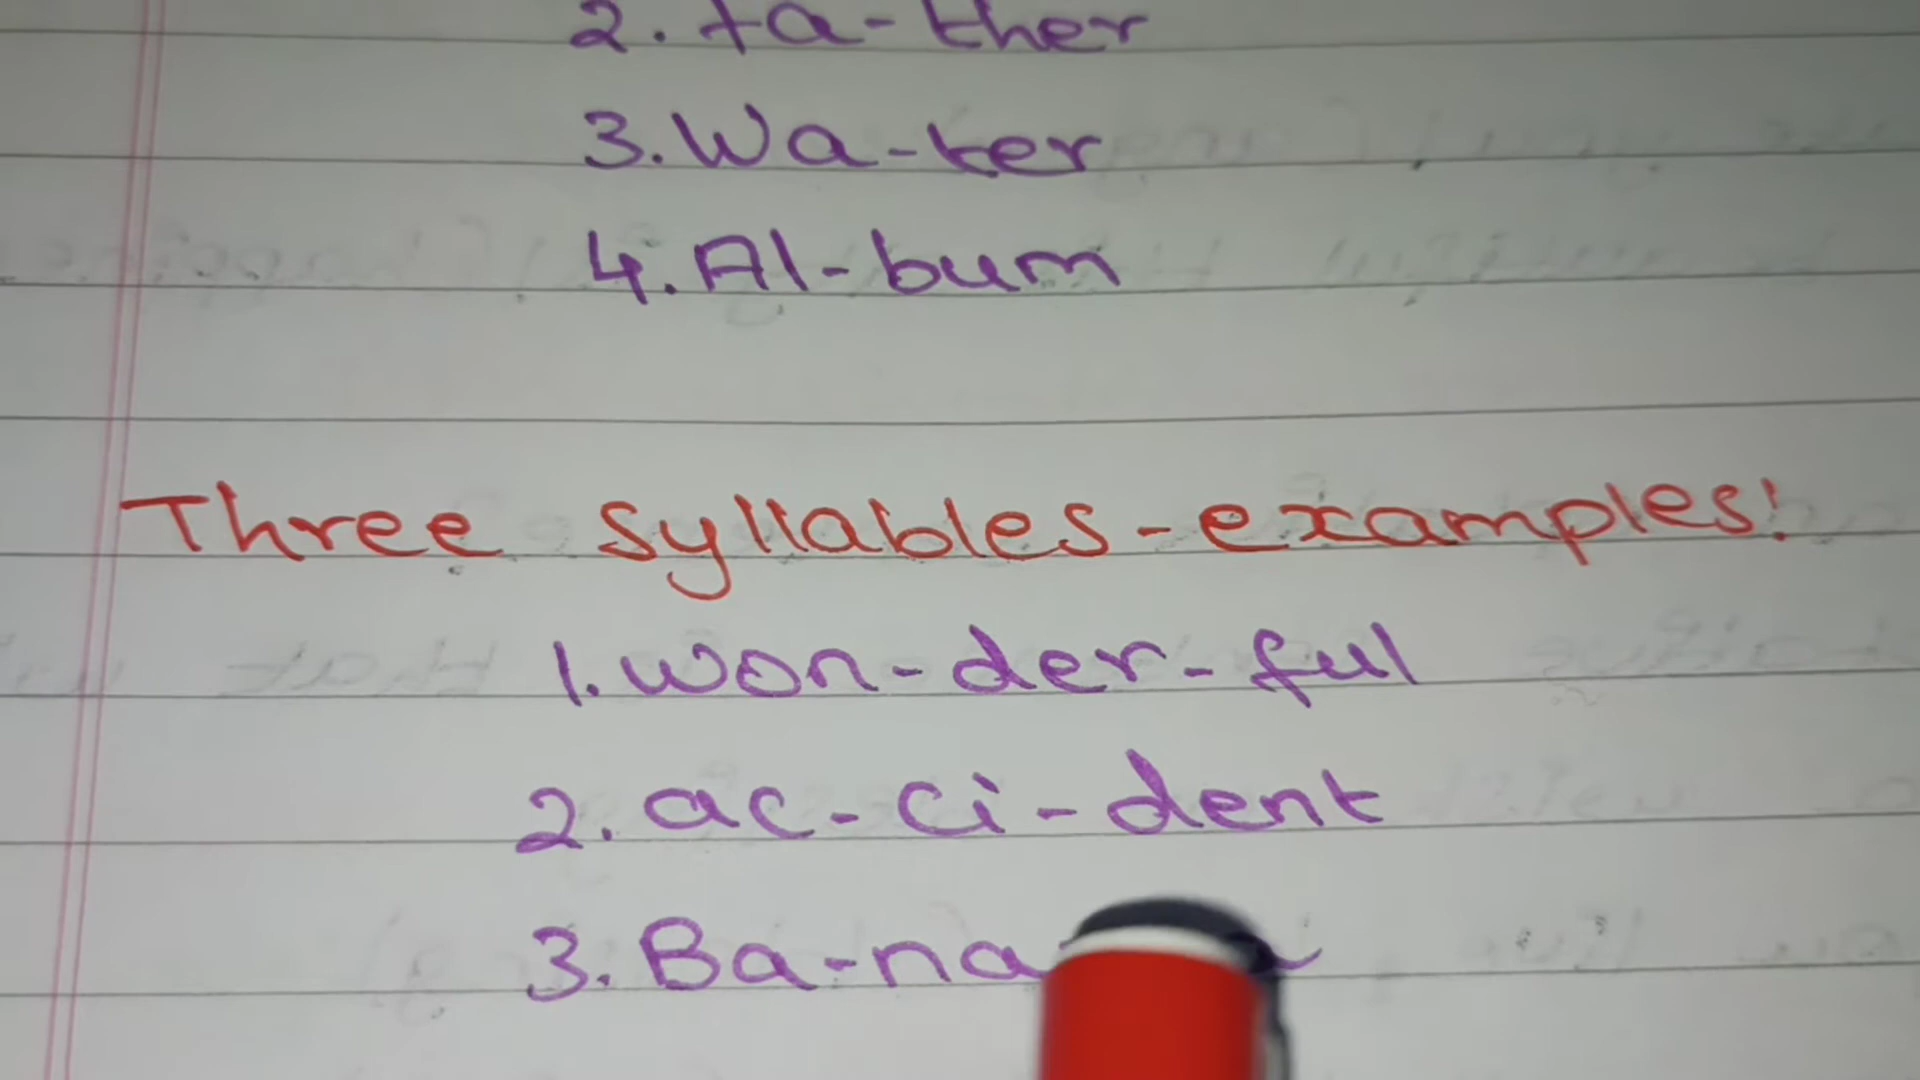 2. fa-ther
3. Wa-ter
4. Al-bum
Three syllables-examples:
1. won-der-ful
2. ac-ci-dent
3. Ba-na